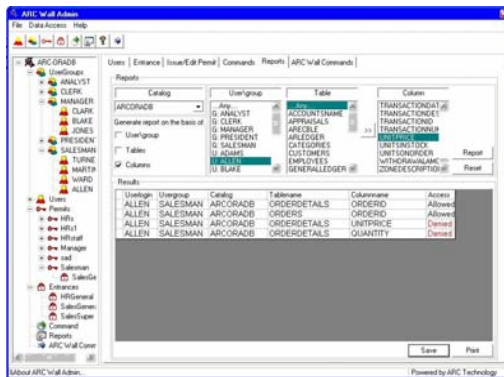 ARC Wall Admin
File Data Access Help
Users Entrance Issue/Edit Permit Commands Reports ARC Wall Commands
ARC-ORADB
UserGroups
ANALYST
CLERK
MANAGER
CLARK
BLAKE
JONES
PRESIDENT
SALESMAN
TURNE
MARTIN
WARD
ALLEN
Users
Permits
HRs
HRs1
HRstaff
Manager
sad
Salesman
SalesGe
Entrances
HRGeneral
SalesGener
SalesSuper
Command
Reports
ARC Wall Comm
Reports
Catalog User\group Table Column
ARCORADB
Generate report on the basis of
User\group
Tables
Columns
...Any...
G: ANALYST
G: CLERK
G: MANAGER
G: PRESIDENT
G: SALESMAN
U: ADAMS
U: ALLEN
U: BLAKE
...Any...
ACCOUNTSNAME
APPRAISALS
ARECBLE
ARLEDGER
CATEGORIES
CUSTOMERS
EMPLOYEES
GENERALLEDGER
>>
TRANSACTIONDAT
TRANSACTIONDES
TRANSACTIONID
TRANSACTIONNUM
UNITPRICE
UNITSINSTOCK
UNITSONORDER
WITHDRAWALAMO
ZONEDESCRIPTION
Report
Reset
Results
Userlogin Usergroup Catalog Tablename Columnname Access
ALLEN SALESMAN ARCORADB ORDERDETAILS ORDERID Allowed
ALLEN SALESMAN ARCORADB ORDERS ORDERID Allowed
ALLEN SALESMAN ARCORADB ORDERDETAILS UNITPRICE Denied
ALLEN SALESMAN ARCORADB ORDERDETAILS QUANTITY Denied
Save Print
About ARC Wall Admin... Powered by ARC Technology